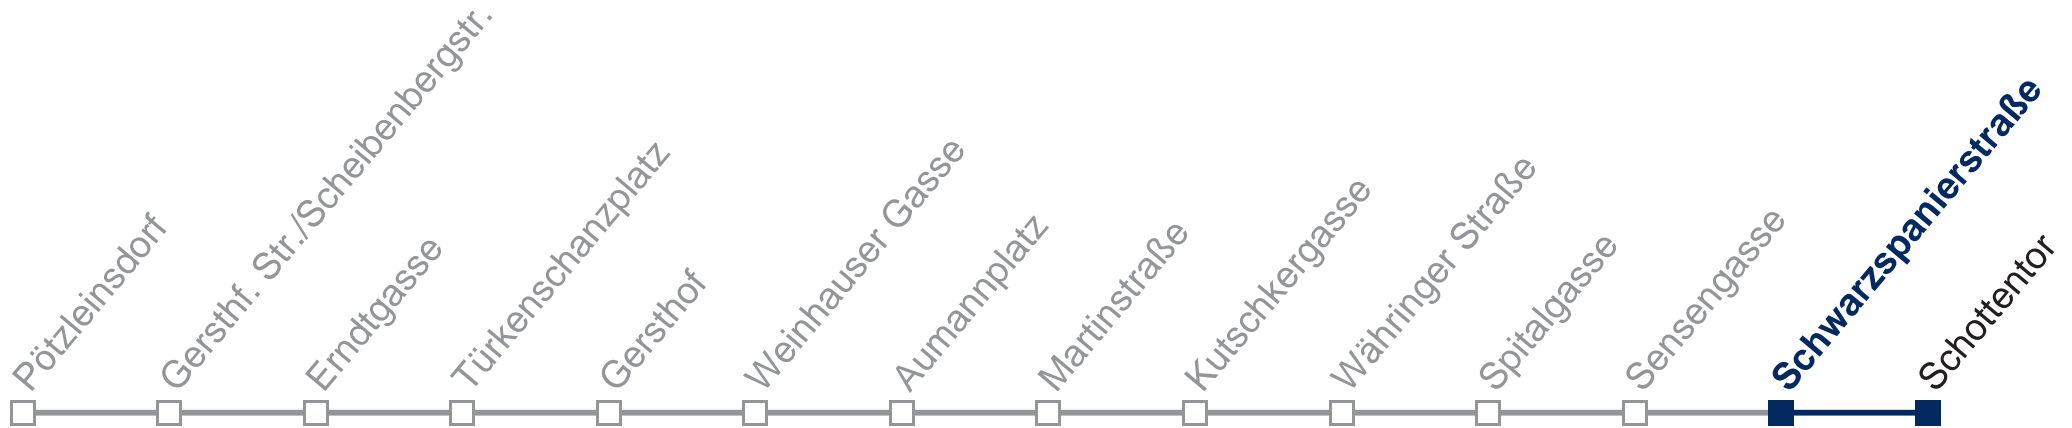 Pötzleinsdorf
Gersthf. Str./Scheibenbergstr.
Erndtgasse
Türkenschanzplatz
Gersthof
Weinhauser Gasse
Aumannplatz
Martinstraße
Kutschkergasse
Währinger Straße
Spitalgasse
Sensengasse
Schwarzspanierstraße
Schottentor